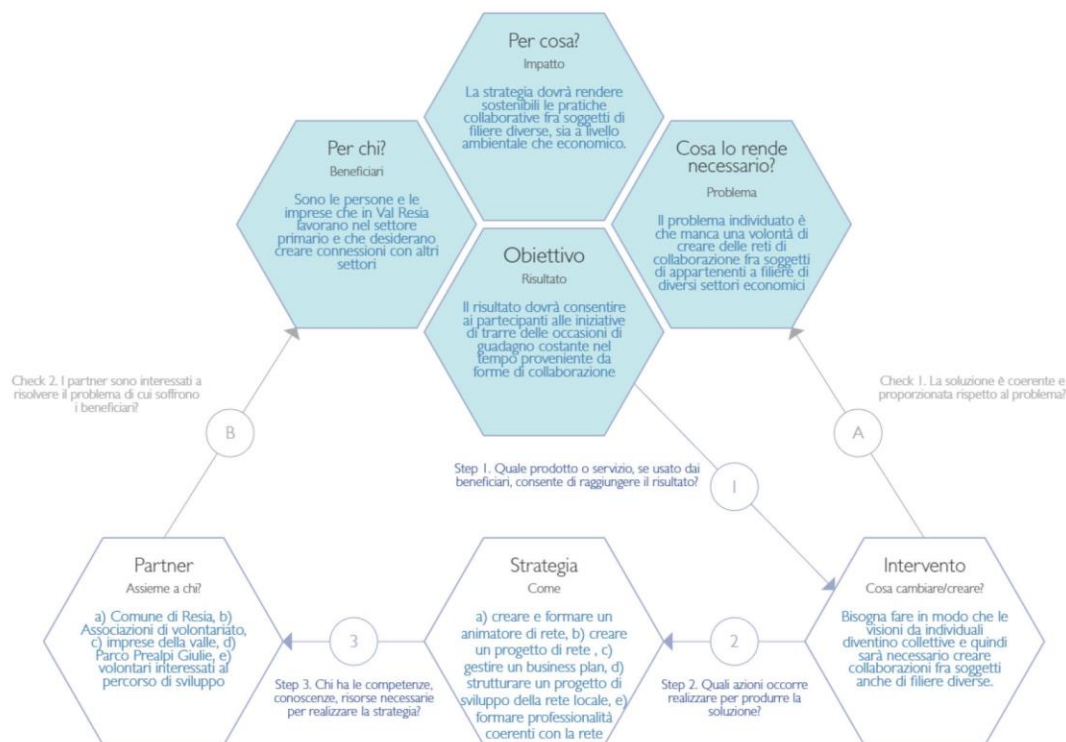 Per cosa?
Impatto
La strategia dovrà rendere
sostenibili le pratiche
collaborative fra soggetti di
filiere diverse, sia a livello
ambientale che economico.
Per chi?
Beneficiari
Sono le persone e le
imprese che in Val Resia
lavorano nel settore
primario e che desiderano
creare connessioni con altri
settori
Cosa lo rende
necessario?
Problema
Il problema individuato è
che manca una volontà di
creare delle reti di
collaborazione fra soggetti
di appartenenti a filiere di
diversi settori economici
Obiettivo
Risultato
Il risultato dovrà consentire
ai partecipanti alle iniziative
di trarre delle occasioni di
guadagno costante nel
tempo proveniente da
forme di collaborazione
Check 2. I partner sono interessati a
risolvere il problema di cui soffrono
i beneficiari?
B
Check 1. La soluzione è coerente e
proporzionata rispetto al problema?
A
Step 1. Quale prodotto o servizio, se usato dai
beneficiari, consente di raggiungere il risultato?
1
Partner
Assieme a chi?
a) Comune di Resia, b)
Associazioni di volontariato,
c) imprese della valle, d)
Parco Prealpi Giulie, e)
volontari interessati al
percorso di sviluppo
3
Step 3. Chi ha le competenze,
conoscenze, risorse necessarie
per realizzare la strategia?
Strategia
Come
a) creare e formare un
animatore di rete, b) creare
un progetto di rete , c)
gestire un business plan, d)
strutturare un progetto di
sviluppo della rete locale, e)
formare professionalità
coerenti con la rete
2
Step 2. Quali azioni occorre
realizzare per produrre la
soluzione?
Intervento
Cosa cambiare/creare?
Bisogna fare in modo che le
visioni da individuali
diventino collettive e quindi
sarà necessario creare
collaborazioni fra soggetti
anche di filiere diverse.